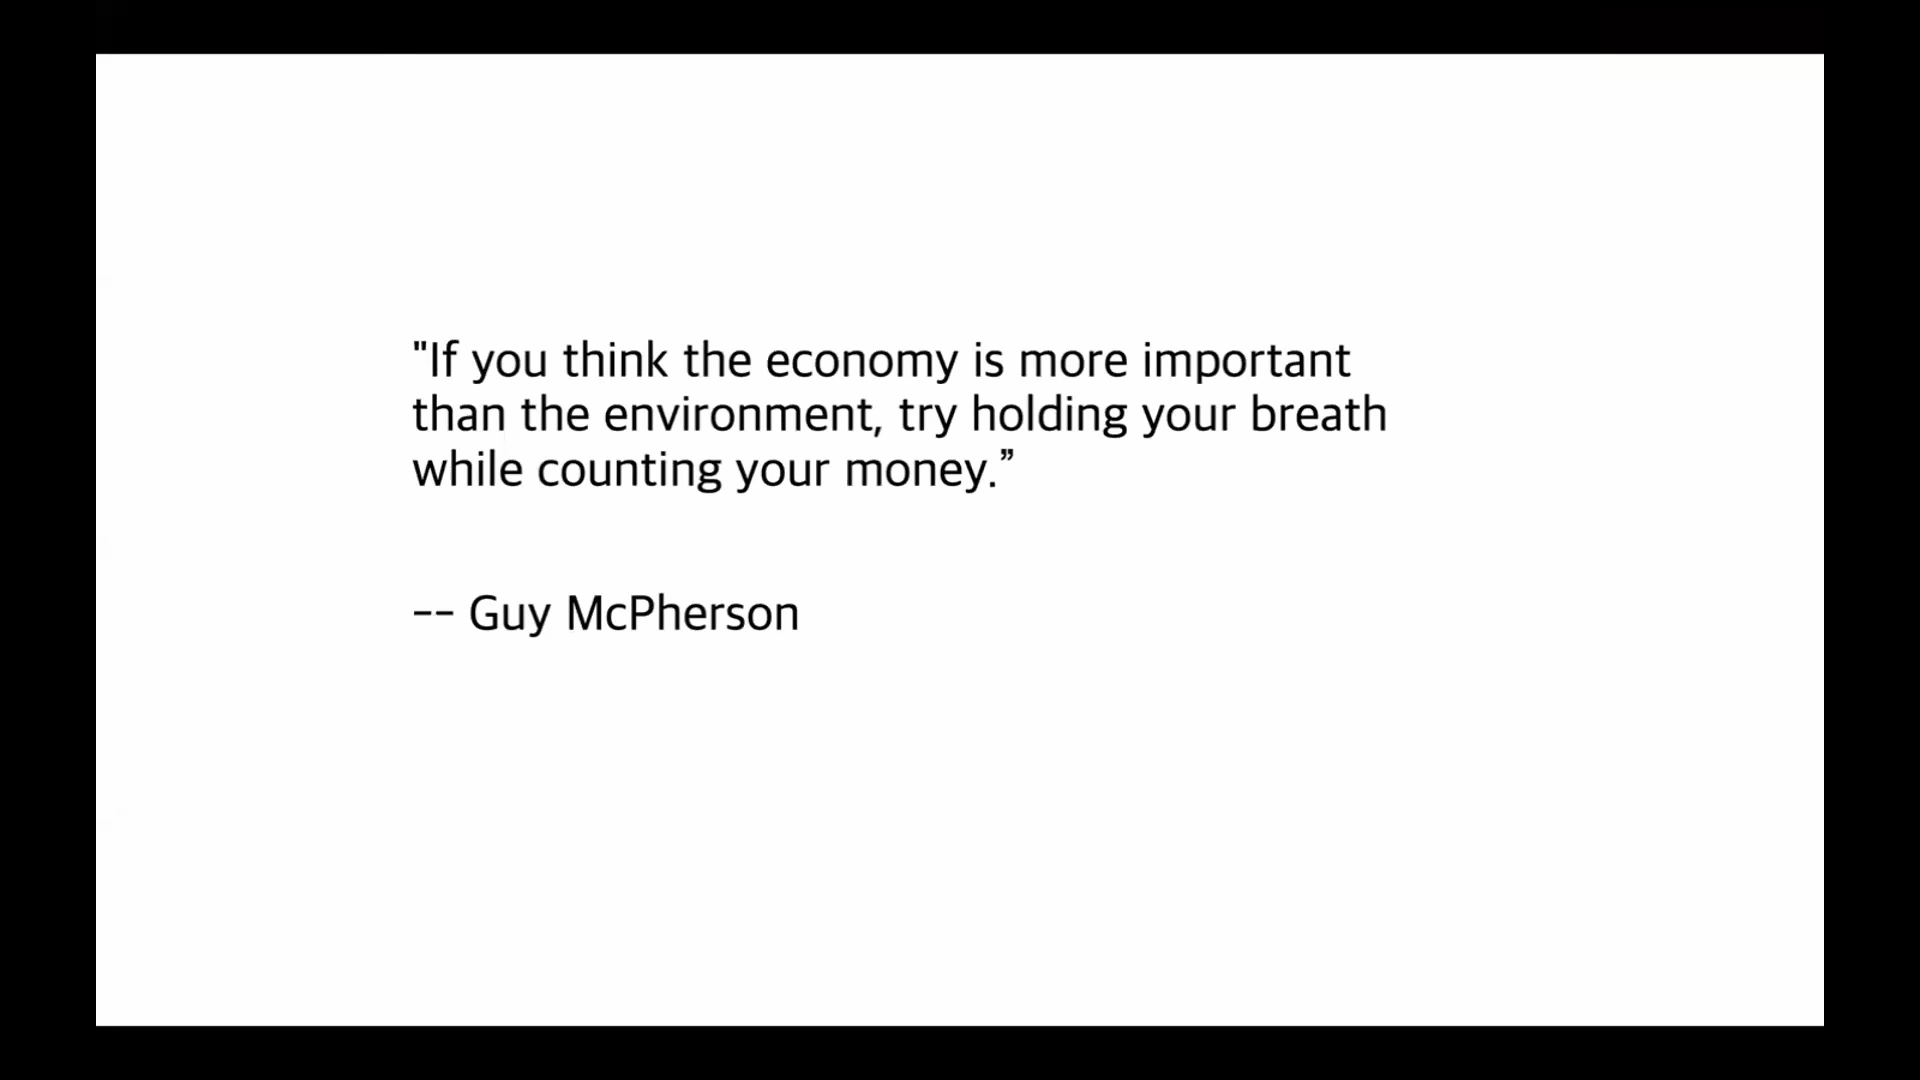 "If you think the economy is more important
than the environment, try holding your breath
while counting your money.”
-- Guy McPherson